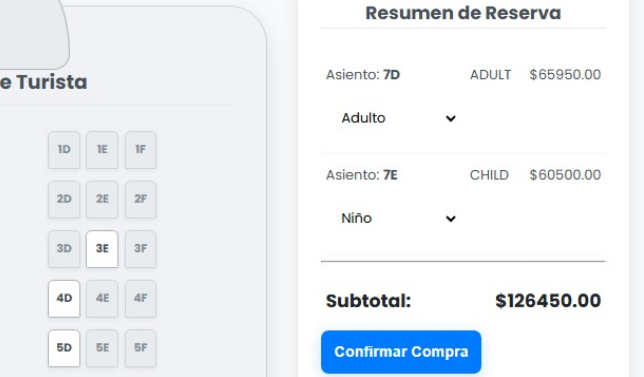 e Turista
1D 1E 1F
2D 2E 2F
3D 3E 3F
4D 4E 4F
5D 5E 5F
Resumen de Reserva
Asiento: 7D ADULT $65950.00
Adulto
Asiento: 7E CHILD $60500.00
Niño
Subtotal: $126450.00
Confirmar Compra